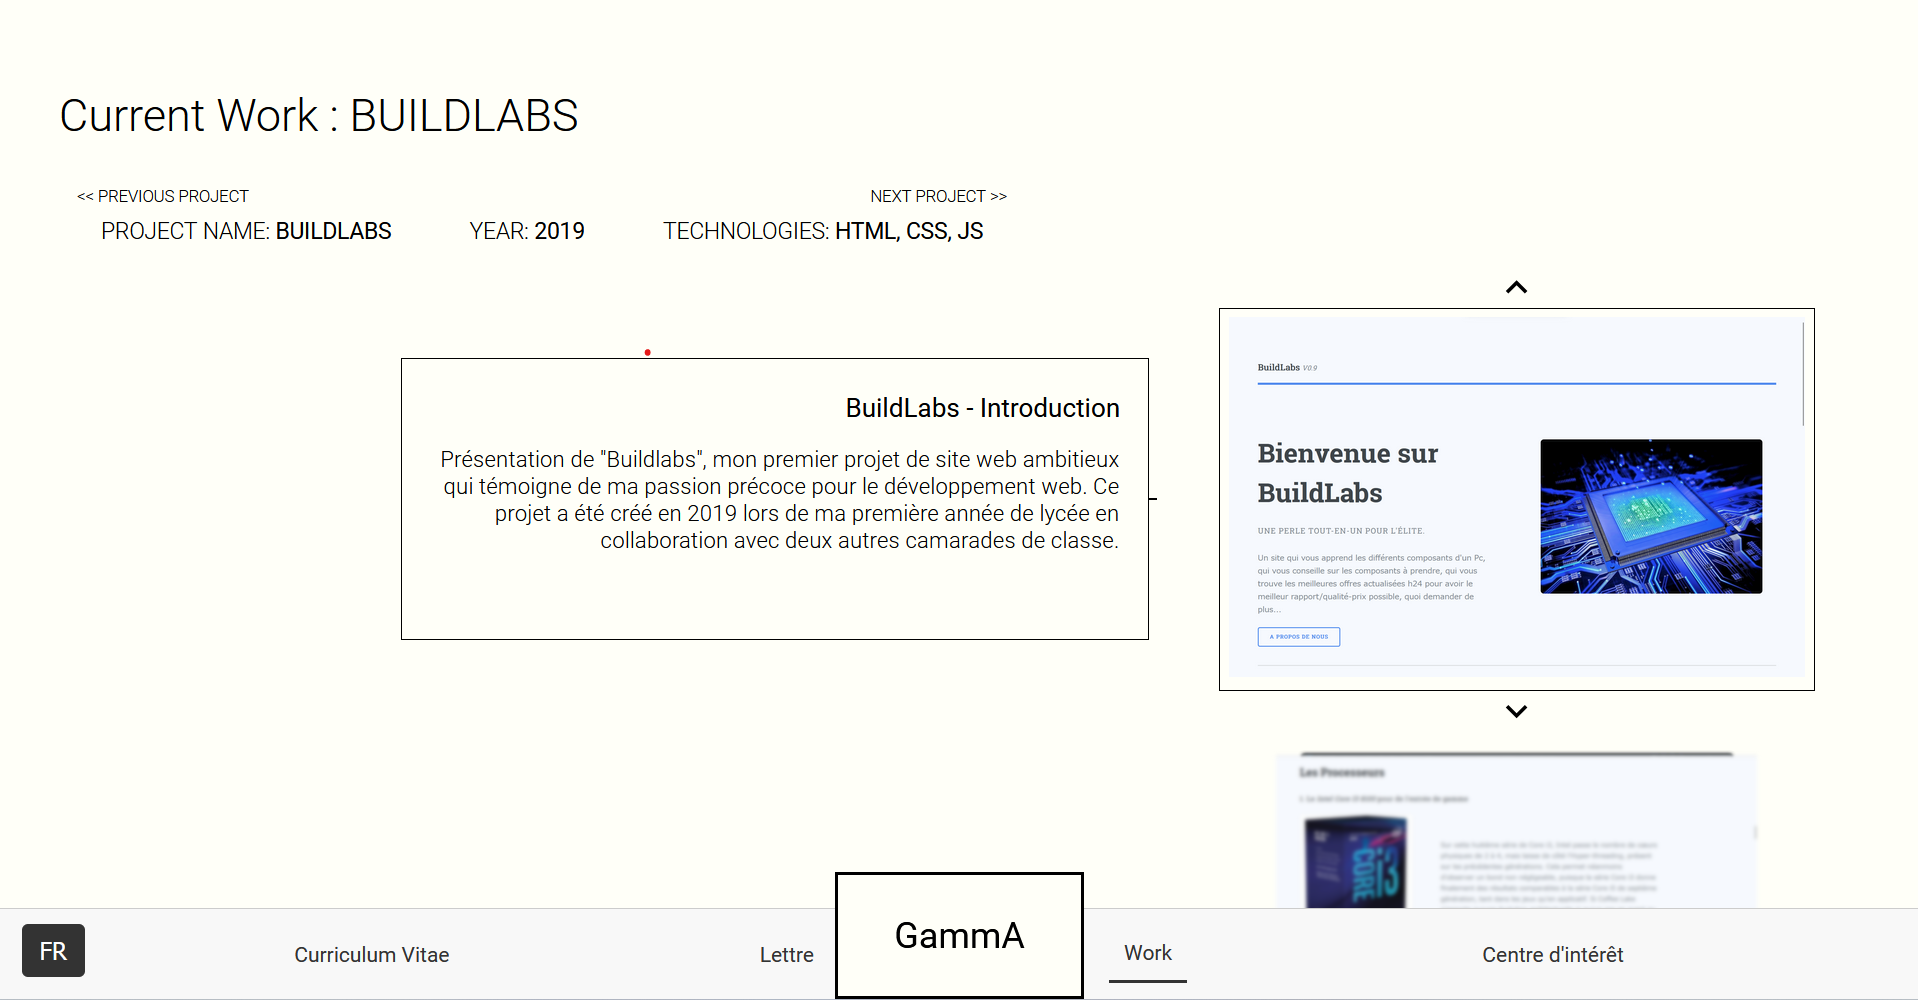 Current Work : BUILDLABS
<< PREVIOUS PROJECT
NEXT PROJECT >>
PROJECT NAME: BUILDLABS
YEAR: 2019
TECHNOLOGIES: HTML, CSS, JS
BuildLabs - Introduction
Présentation de "Buildlabs", mon premier projet de site web ambitieux
qui témoigne de ma passion précoce pour le développement web. Ce
projet a été créé en 2019 lors de ma première année de lycée en
collaboration avec deux autres camarades de classe.
BuildLabs V0.9
Bienvenue sur
BuildLabs
UNE PERLE TOUT-EN-UN POUR L'ÉLITE.
Un site qui vous apprend les différents composants d'un Pc,
qui vous conseille sur les composants à prendre, qui vous
trouve les meilleures offres actualisées h24 pour avoir le
meilleur rapport/qualité-prix possible, quoi demander de
plus...
A PROPOS DE NOUS
Les Processeurs
CORE i3
FR
Curriculum Vitae
Lettre
GammA
Work
Centre d'intérêt